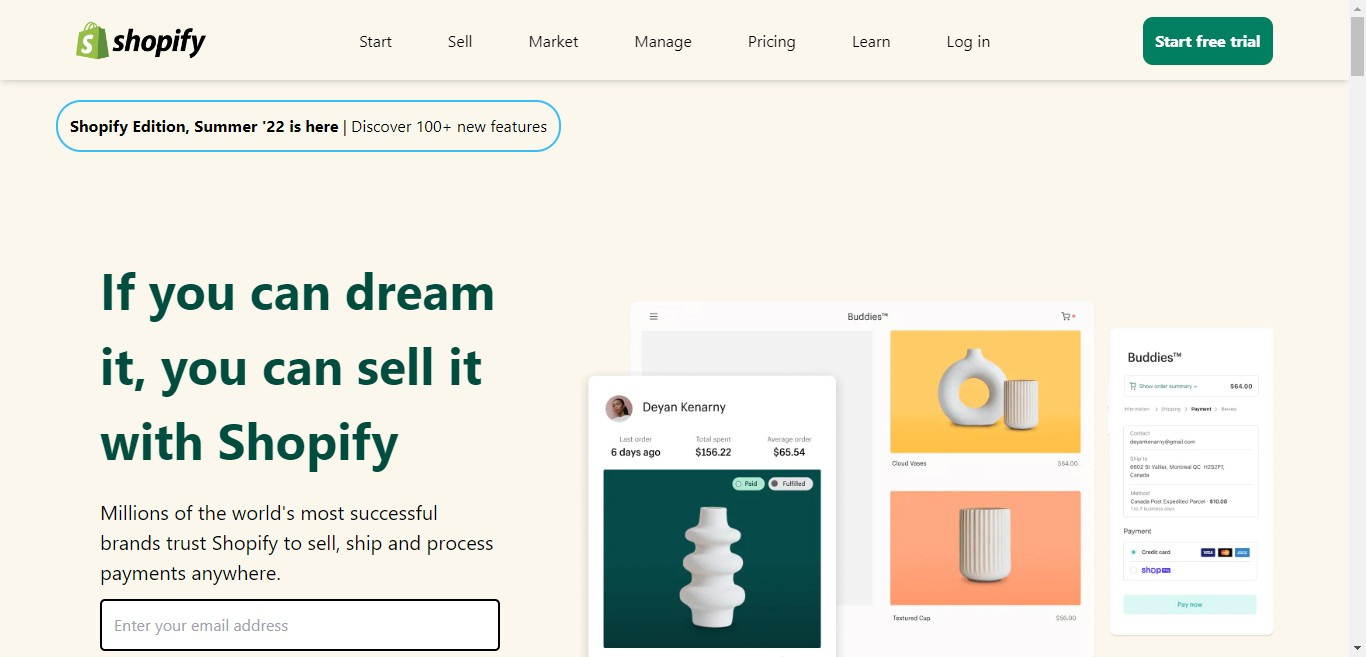 shopify
Start
Sell
Market
Manage
Pricing
Learn
Log in
Start free trial
Shopify Edition, Summer '22 is here | Discover 100+ new features
If you can dream
it, you can sell it
with Shopify
Millions of the world's most successful
brands trust Shopify to sell, ship and process
payments anywhere.
Enter your email address
Buddies™
Cloud Vases
$64.00
Textured Cup
$56.00
Deyan Kenarny
Last order
Total spent
Average order
6 days ago
$156.22
$65.54
Paid
Fulfilled
Buddies™
Show order summary
$64.00
Information > Shipping > Payment > Review
Contact
deyankenarny@gmail.com
Ship to
6602 St Vallier, Montreal QC H2S2P7,
Canada
Method
Canada Post Expedited Parcel · $10.08
1 to 7 business days
Payment
Credit card
VISA
shop
Pay now